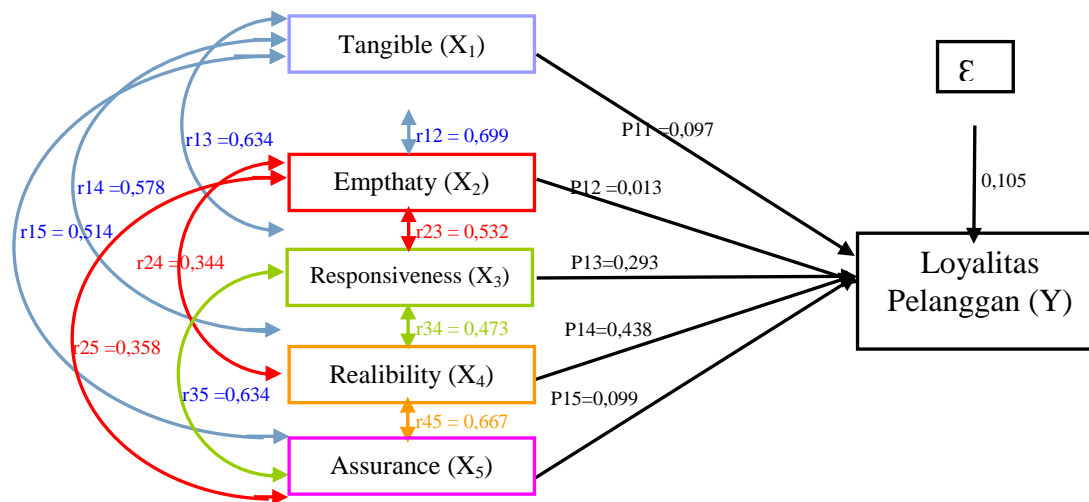 Tangible (X₁)
ε
P11 =0,097
r13 =0,634
r12 = 0,699
Empthaty (X₂)
r14 =0,578
P12 =0,013
0,105
r15 = 0,514
r23 = 0,532
r24 =0,344
Responsiveness (X₃)
P13=0,293
Loyalitas
Pelanggan (Y)
r34 = 0,473
P14=0,438
r25 =0,358
Realibility (X₄)
r35 =0,634
P15=0,099
r45 = 0,667
Assurance (X₅)